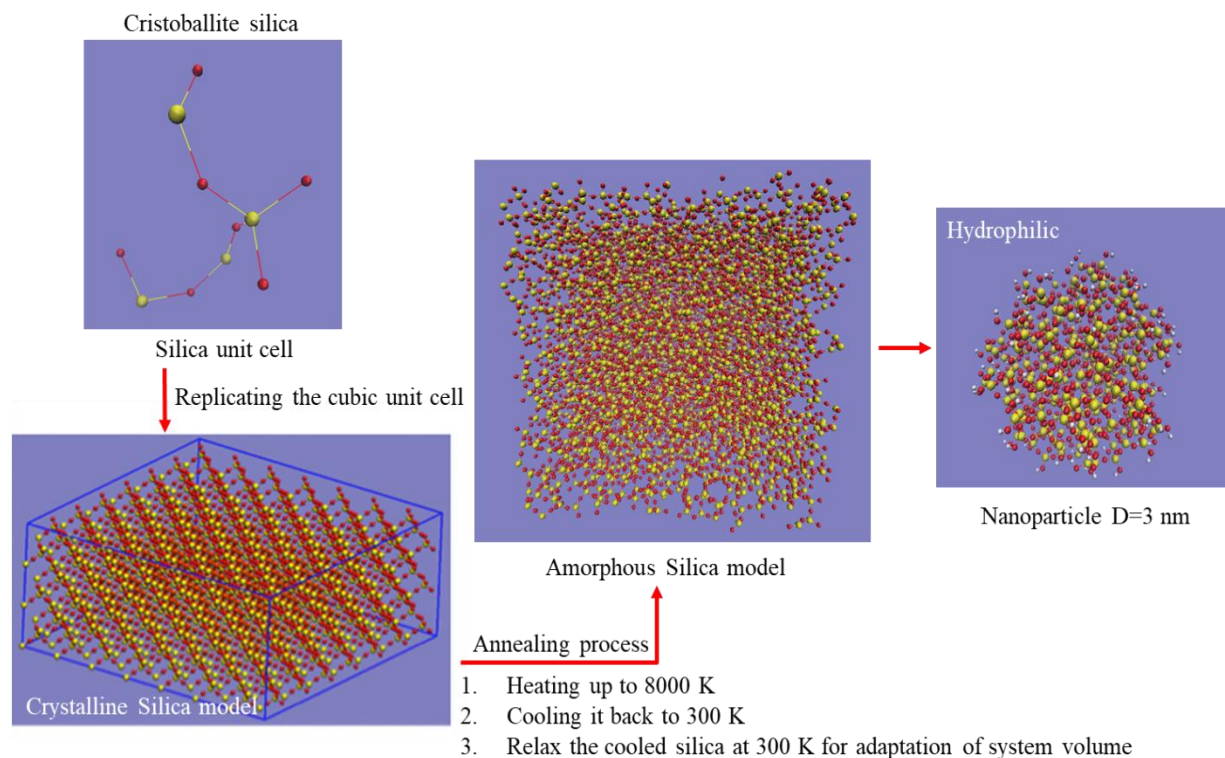 Cristoballite silica
Silica unit cell
Replicating the cubic unit cell
Crystalline Silica model
Annealing process
1. Heating up to 8000 K
2. Cooling it back to 300 K
3. Relax the cooled silica at 300 K for adaptation of system volume
Amorphous Silica model
Hydrophilic
Nanoparticle D=3 nm